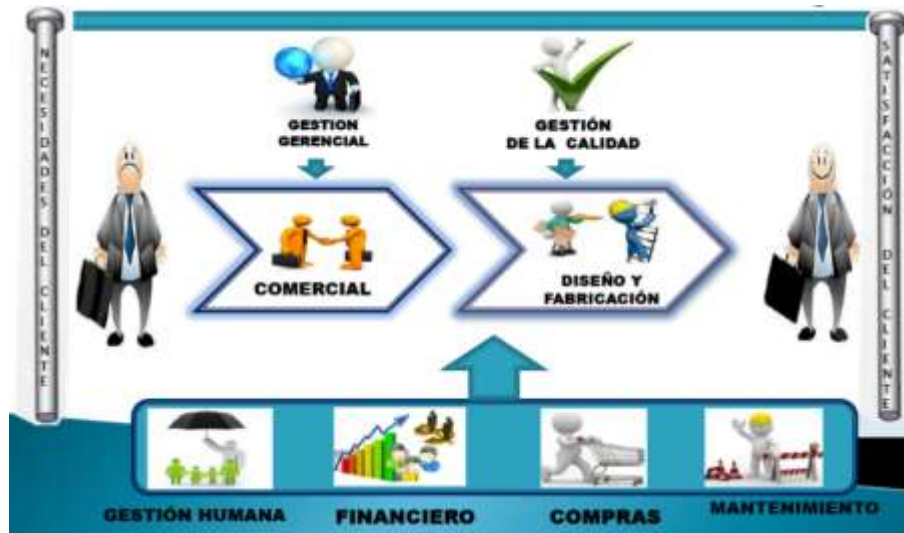 NECESIDADES DEL CLIENTE
GESTION
GERENCIAL
GESTIÓN
DE LA CALIDAD
COMERCIAL
DISEÑO Y
FABRICACIÓN
SATISFACCIÓN DEL CLIENTE
GESTIÓN HUMANA
FINANCIERO
COMPRAS
MANTENIMIENTO